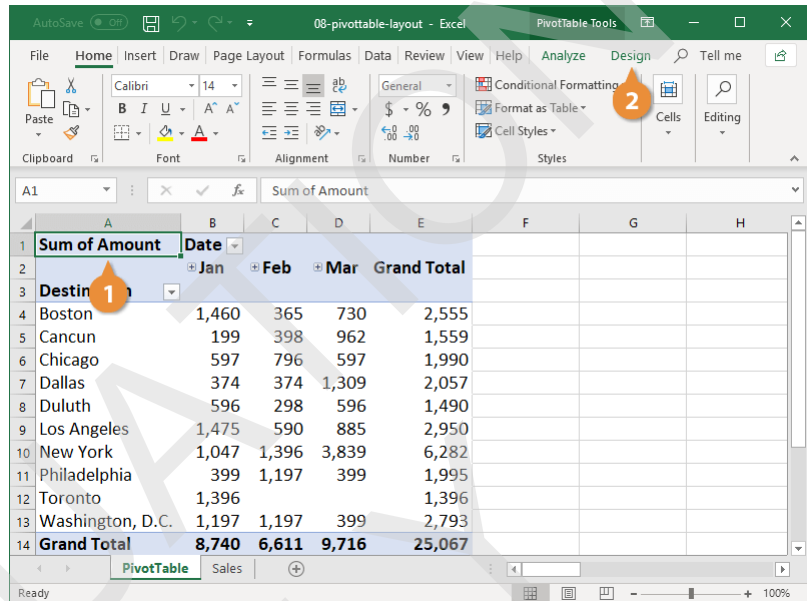 AutoSave Off 08-pivottable-layout - Excel PivotTable Tools
File Home Insert Draw Page Layout Formulas Data Review View Help Analyze Design Tell me
Calibri 14 General Conditional Formatting
Paste B I U A A $ % Format as Table Cells Editing
A Cell Styles
Clipboard Font Alignment Number Styles
2
A1 fx Sum of Amount
A B C D E F G H
1 Sum of Amount Date
2 Jan Feb Mar Grand Total
3
1
4 Boston 1,460 365 730 2,555
5 Cancun 199 398 962 1,559
6 Chicago 597 796 597 1,990
7 Dallas 374 374 1,309 2,057
8 Duluth 596 298 596 1,490
9 Los Angeles 1,475 590 885 2,950
10 New York 1,047 1,396 3,839 6,282
11 Philadelphia 399 1,197 399 1,995
12 Toronto 1,396 1,396
13 Washington, D.C. 1,197 1,197 399 2,793
14 Grand Total 8,740 6,611 9,716 25,067
PivotTable Sales
Ready 100%